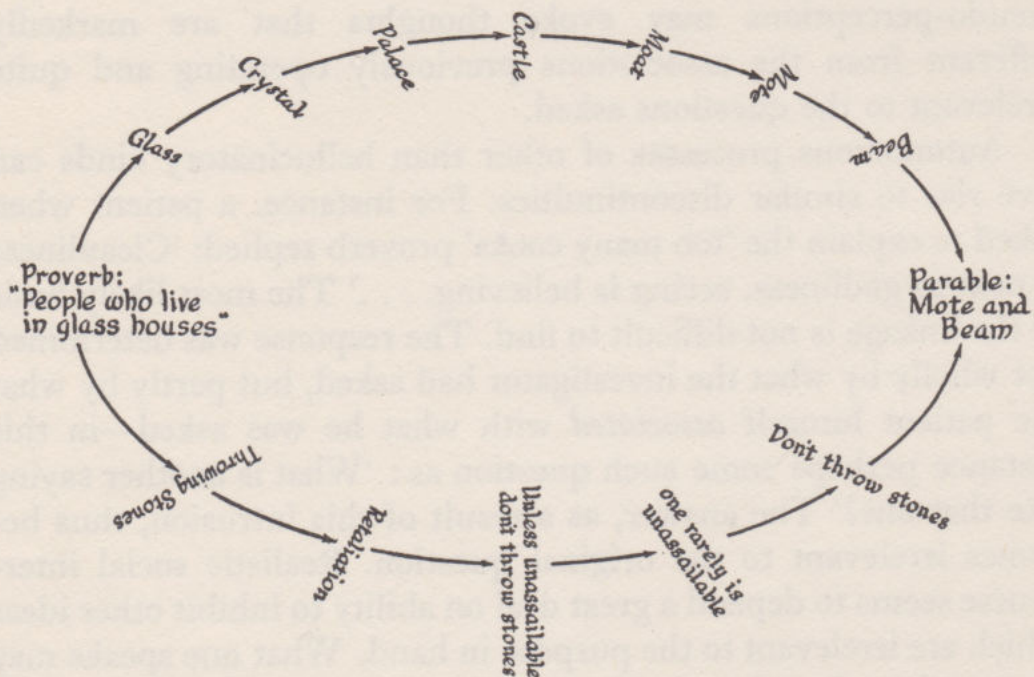 Proverb:
"People who live
in glass houses"
Glass
Crystal
Palace
Castle
Moat
Mote
Beam
Parable:
Mote and
Beam
Throwing Stones
Retaliation
Unless unassailable
don't throw stones
one rarely is
unassailable
Don't throw stones